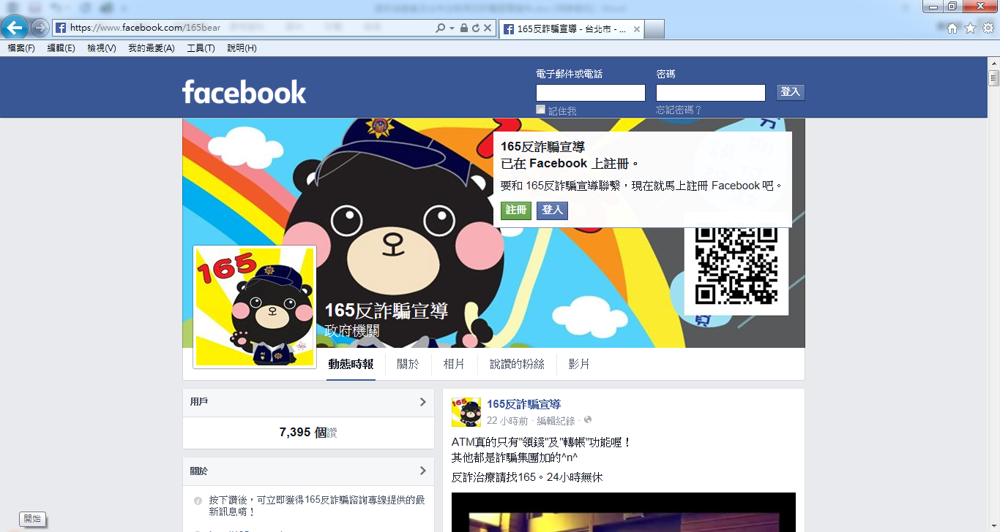 https://www.facebook.com/165bear
165反詐騙宣導 - 台北市 - ...
檔案(F) 編輯(E) 檢視(V) 我的最愛(A) 工具(T) 說明(H)
facebook
電子郵件或電話
密碼
登入
記住我
忘記密碼？
165反詐騙宣導
已在 Facebook 上註冊。
要和 165反詐騙宣導聯繫，現在就馬上註冊 Facebook 吧。
註冊 登入
165
165反詐騙宣導
政府機關
動態時報 關於 相片 說讚的粉絲 影片
用戶
7,395 個讚
關於
按下讚後，可立即獲得165反詐騙諮詢專線提供的最
新訊息唷！
165
165反詐騙宣導
22 小時前 · 編輯紀錄 ·
ATM真的只有"領錢"及"轉帳"功能喔！
其他都是詐騙集團加的^n^
反詐治療請找165。24小時無休
開始